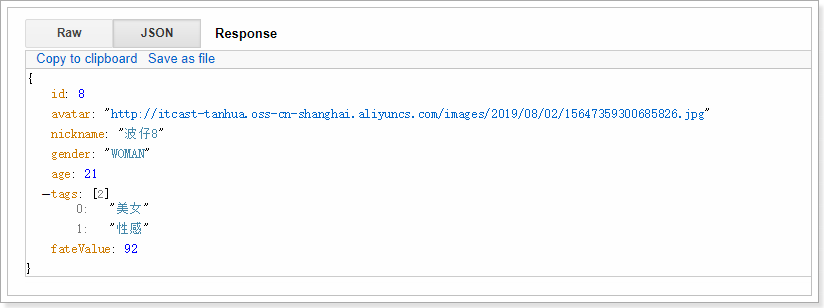 Raw JSON Response
Copy to clipboard Save as file
{
id: 8
avatar: "http://itcast-tanhua.oss-cn-shanghai.aliyuncs.com/images/2019/08/02/15647359300685826.jpg"
nickname: "波仔8"
gender: "WOMAN"
age: 21
−tags: [2]
0: "美女"
1: "性感"
fateValue: 92
}